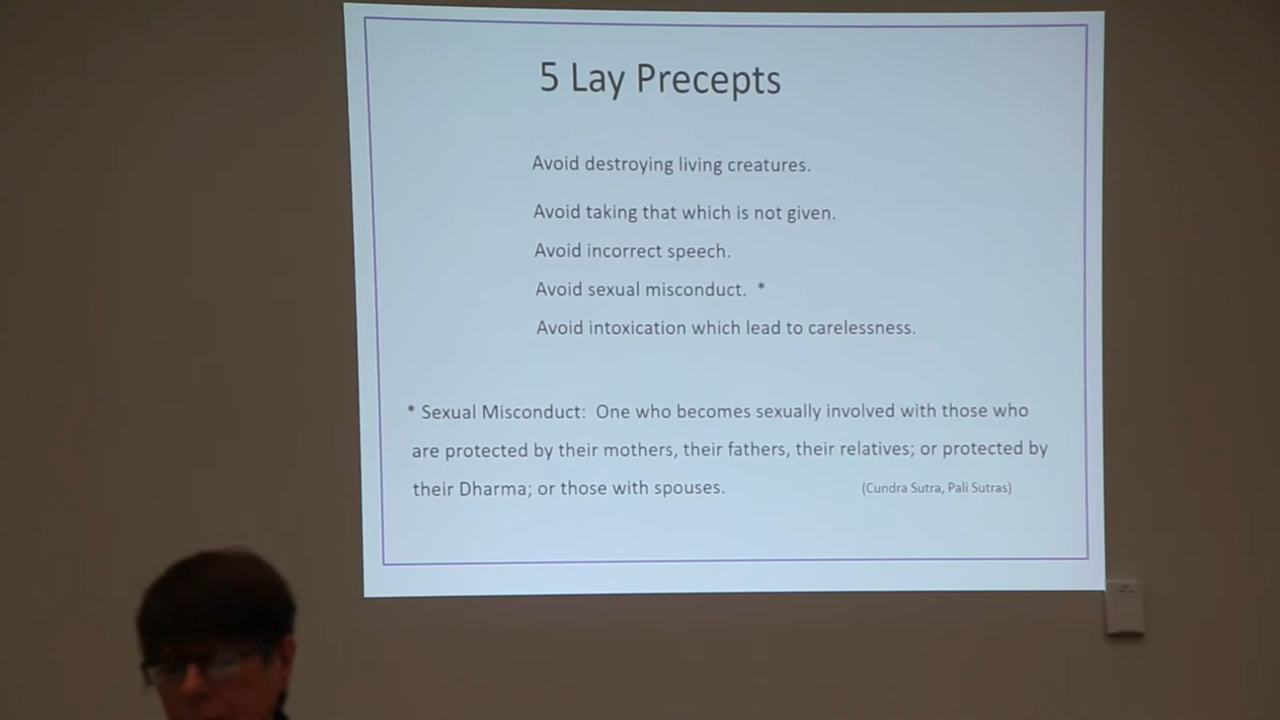 5 Lay Precepts
Avoid destroying living creatures.
Avoid taking that which is not given.
Avoid incorrect speech.
Avoid sexual misconduct. *
Avoid intoxication which lead to carelessness.
* Sexual Misconduct: One who becomes sexually involved with those who
are protected by their mothers, their fathers, their relatives; or protected by
their Dharma; or those with spouses. (Cundra Sutra, Pali Sutras)